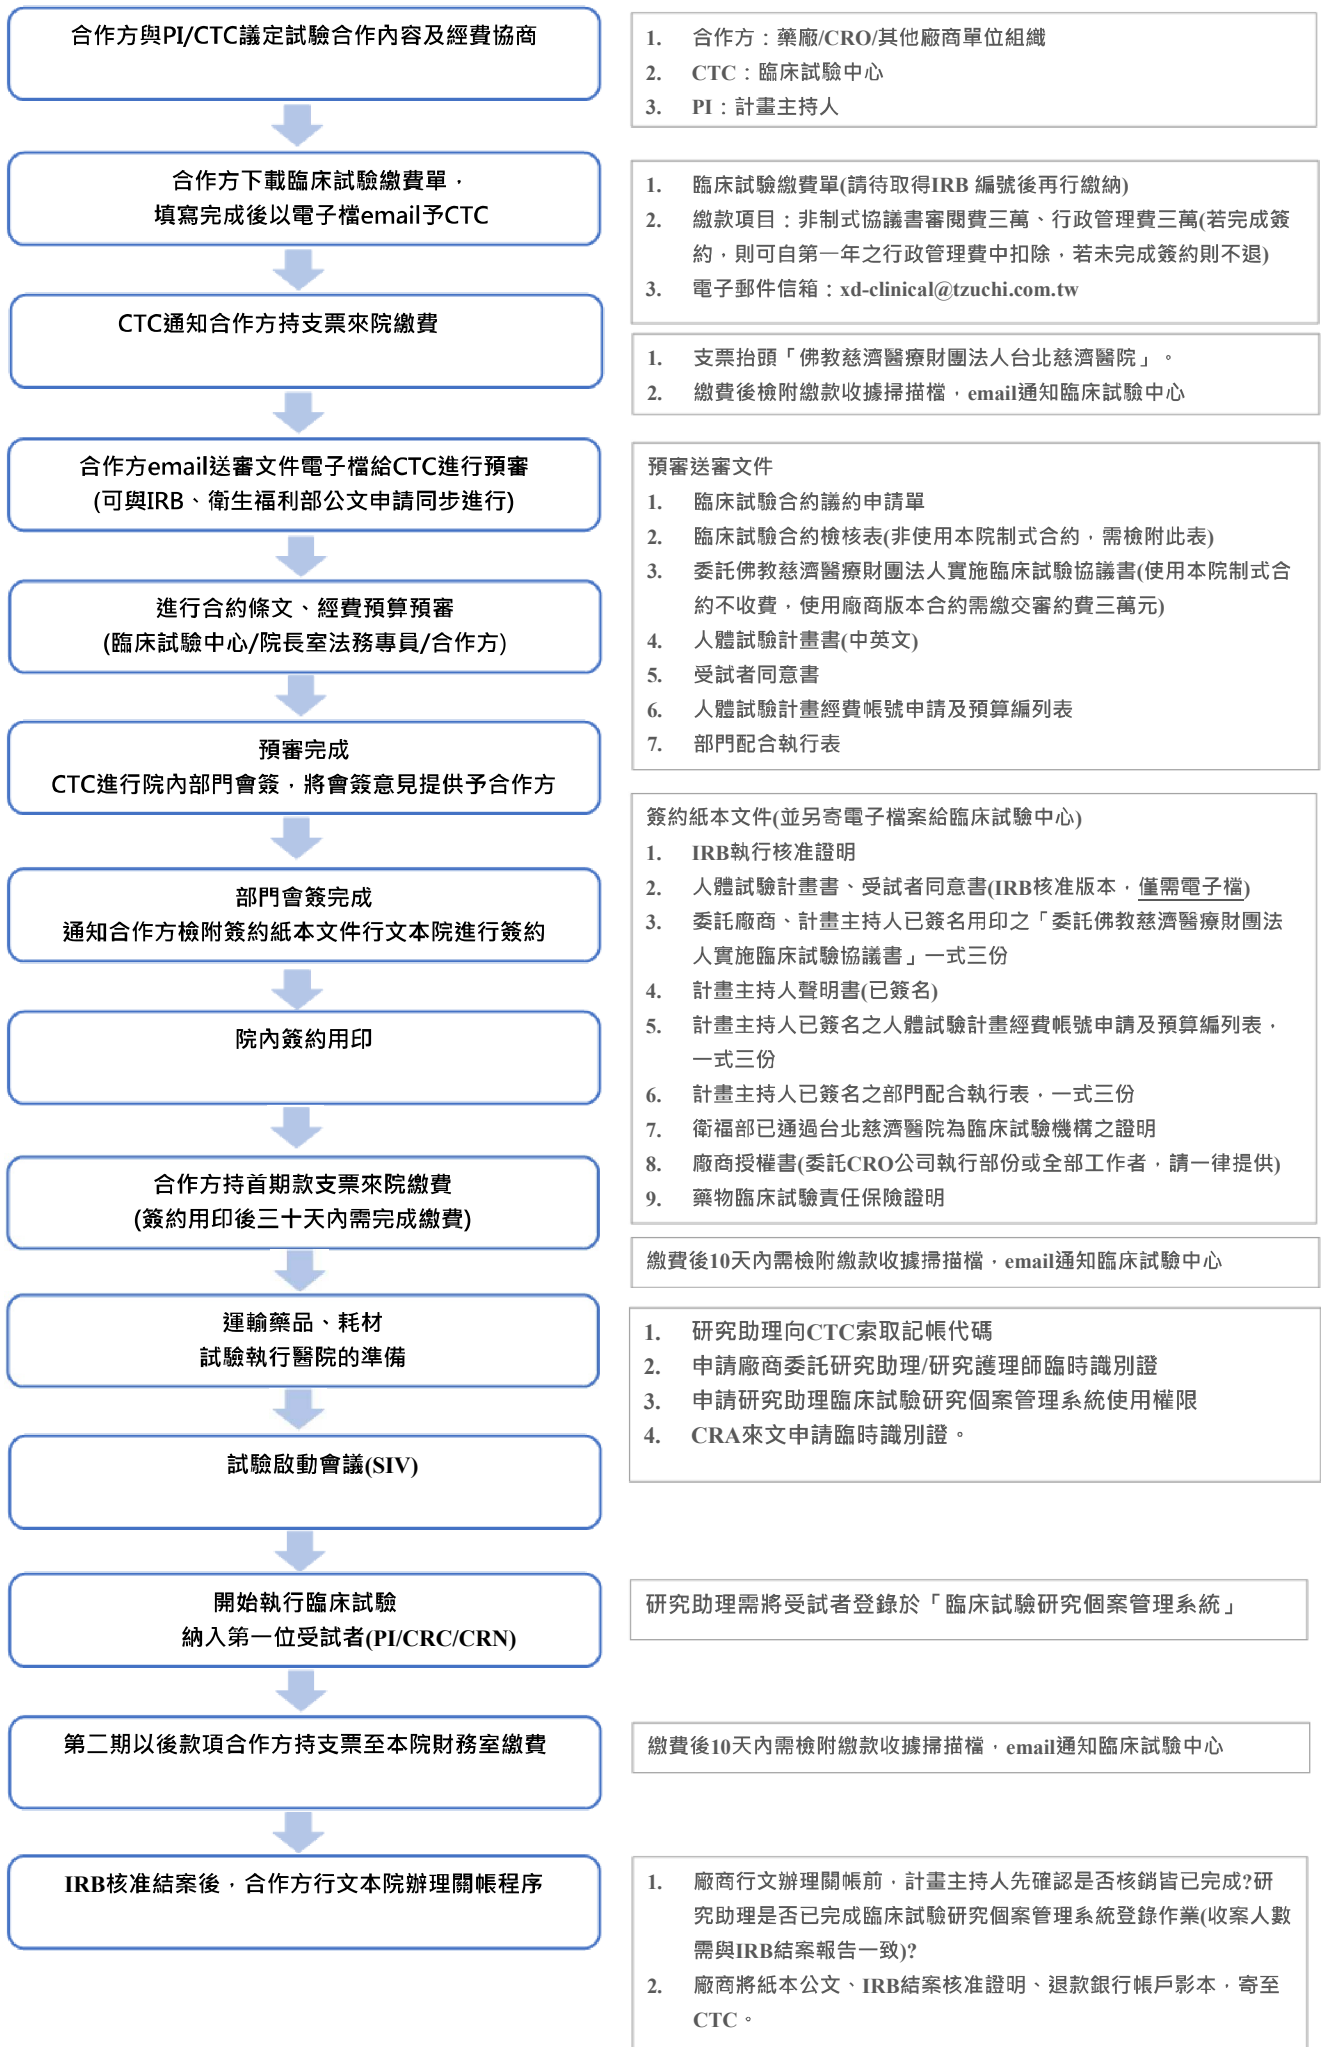 合作方與PI/CTC議定試驗合作內容及經費協商
1. 合作方：藥廠/CRO/其他廠商單位組織
2. CTC：臨床試驗中心
3. PI：計畫主持人
合作方下載臨床試驗繳費單，
填寫完成後以電子檔email予CTC
1. 臨床試驗繳費單(請待取得IRB 編號後再行繳納)
2. 繳款項目：非制式協議書審閱費三萬、行政管理費三萬(若完成簽
約，則可自第一年之行政管理費中扣除，若未完成簽約則不退)
3. 電子郵件信箱：xd-clinical@tzuchi.com.tw
CTC通知合作方持支票來院繳費
1. 支票抬頭「佛教慈濟醫療財團法人台北慈濟醫院」。
2. 繳費後檢附繳款收據掃描檔，email通知臨床試驗中心
合作方email送審文件電子檔給CTC進行預審
(可與IRB、衛生福利部公文申請同步進行)
進行合約條文、經費預算預審
(臨床試驗中心/院長室法務專員/合作方)
預審完成
CTC進行院內部門會簽，將會簽意見提供予合作方
預審送審文件
1. 臨床試驗合約議約申請單
2. 臨床試驗合約檢核表(非使用本院制式合約，需檢附此表)
3. 委託佛教慈濟醫療財團法人實施臨床試驗協議書(使用本院制式合
約不收費，使用廠商版本合約需繳交審約費三萬元)
4. 人體試驗計畫書(中英文)
5. 受試者同意書
6. 人體試驗計畫經費帳號申請及預算編列表
7. 部門配合執行表
部門會簽完成
通知合作方檢附簽約紙本文件行文本院進行簽約
院內簽約用印
合作方持首期款支票來院繳費
(簽約用印後三十天內需完成繳費)
簽約紙本文件(並另寄電子檔案給臨床試驗中心)
1. IRB執行核准證明
2. 人體試驗計畫書、受試者同意書(IRB核准版本，僅需電子檔)
3. 委託廠商、計畫主持人已簽名用印之「委託佛教慈濟醫療財團法
人實施臨床試驗協議書」一式三份
4. 計畫主持人聲明書(已簽名)
5. 計畫主持人已簽名之人體試驗計畫經費帳號申請及預算編列表，
一式三份
6. 計畫主持人已簽名之部門配合執行表，一式三份
7. 衛福部已通過台北慈濟醫院為臨床試驗機構之證明
8. 廠商授權書(委託CRO公司執行部份或全部工作者，請一律提供)
9. 藥物臨床試驗責任保險證明
繳費後10天內需檢附繳款收據掃描檔，email通知臨床試驗中心
運輸藥品、耗材
試驗執行醫院的準備
試驗啟動會議(SIV)
1. 研究助理向CTC索取記帳代碼
2. 申請廠商委託研究助理/研究護理師臨時識別證
3. 申請研究助理臨床試驗研究個案管理系統使用權限
4. CRA來文申請臨時識別證。
開始執行臨床試驗
納入第一位受試者(PI/CRC/CRN)
研究助理需將受試者登錄於「臨床試驗研究個案管理系統」
第二期以後款項合作方持支票至本院財務室繳費
繳費後10天內需檢附繳款收據掃描檔，email通知臨床試驗中心
IRB核准結案後，合作方行文本院辦理關帳程序
1. 廠商行文辦理關帳前，計畫主持人先確認是否核銷皆已完成?研
究助理是否已完成臨床試驗研究個案管理系統登錄作業(收案人數
需與IRB結案報告一致)?
2. 廠商將紙本公文、IRB結案核准證明、退款銀行帳戶影本，寄至
CTC。